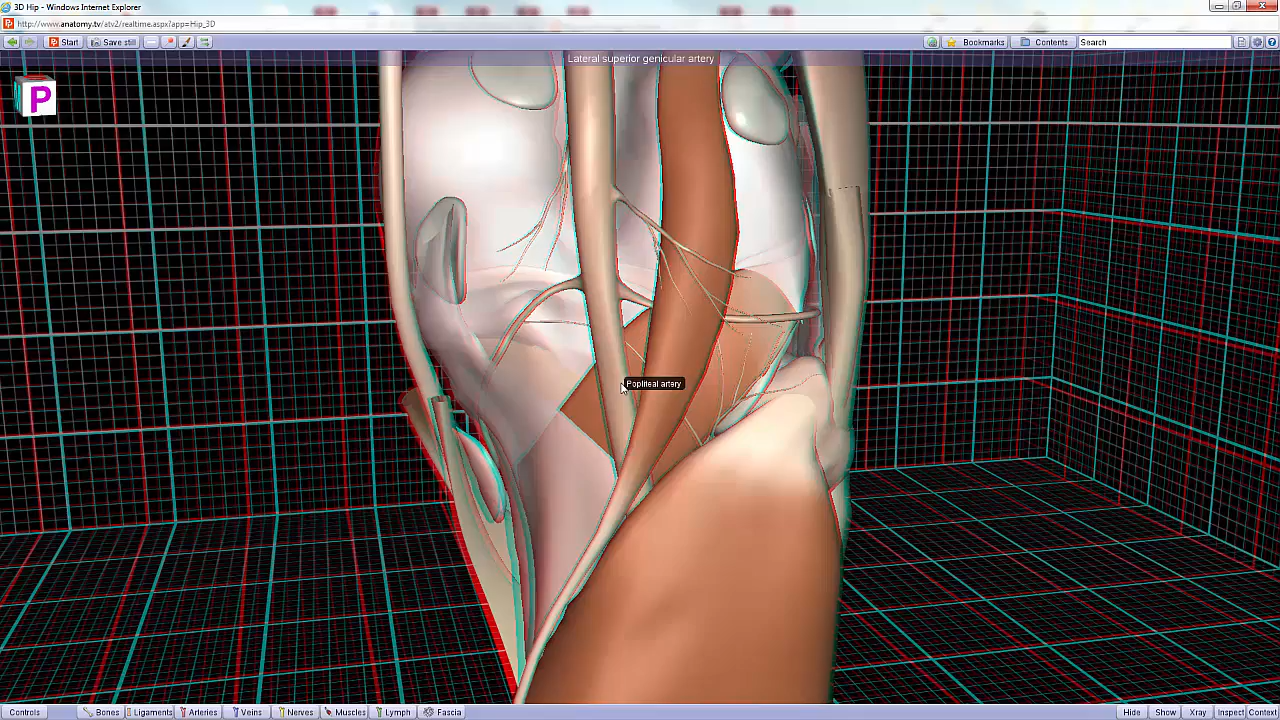 3D Hip - Windows Internet Explorer
http://www.anatomy.tv/atv2/realtime.aspx?app=Hip_3D
Start Save still Bookmarks Contents Search
Lateral superior genicular artery
P
Popliteal artery
Controls Bones Ligaments Arteries Veins Nerves Muscles Lymph Fascia Hide Show Xray Inspect Context